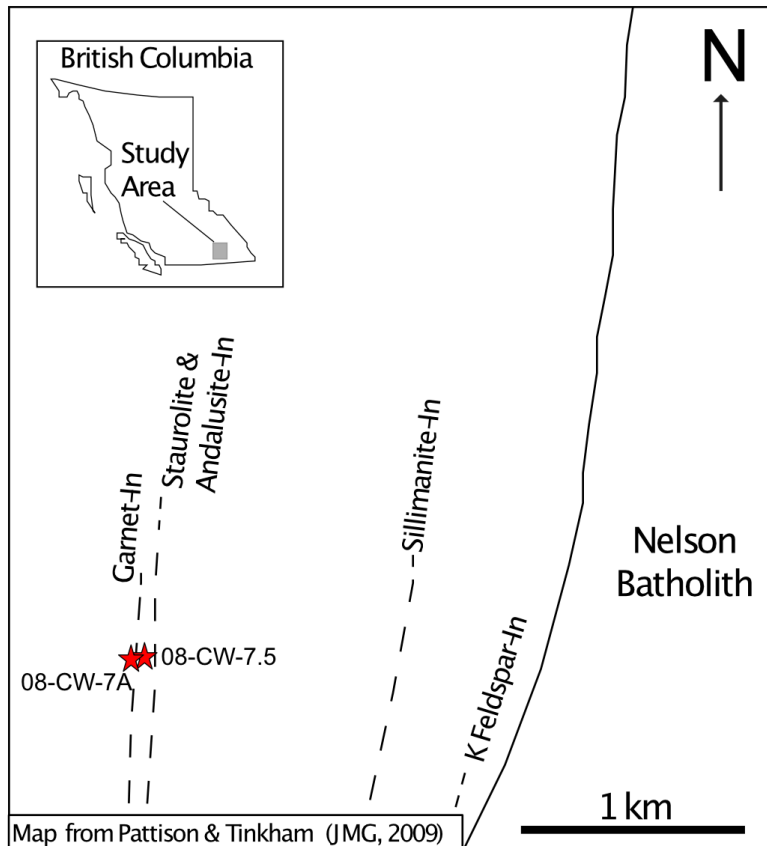 British Columbia
Study
Area
N
Staurolite &
Andalusite-In
Garnet-In
Sillimanite-In
Nelson
Batholith
08-CW-7.5
08-CW-7A
K Feldspar-In
1 km
Map from Pattison & Tinkham (JMG, 2009)